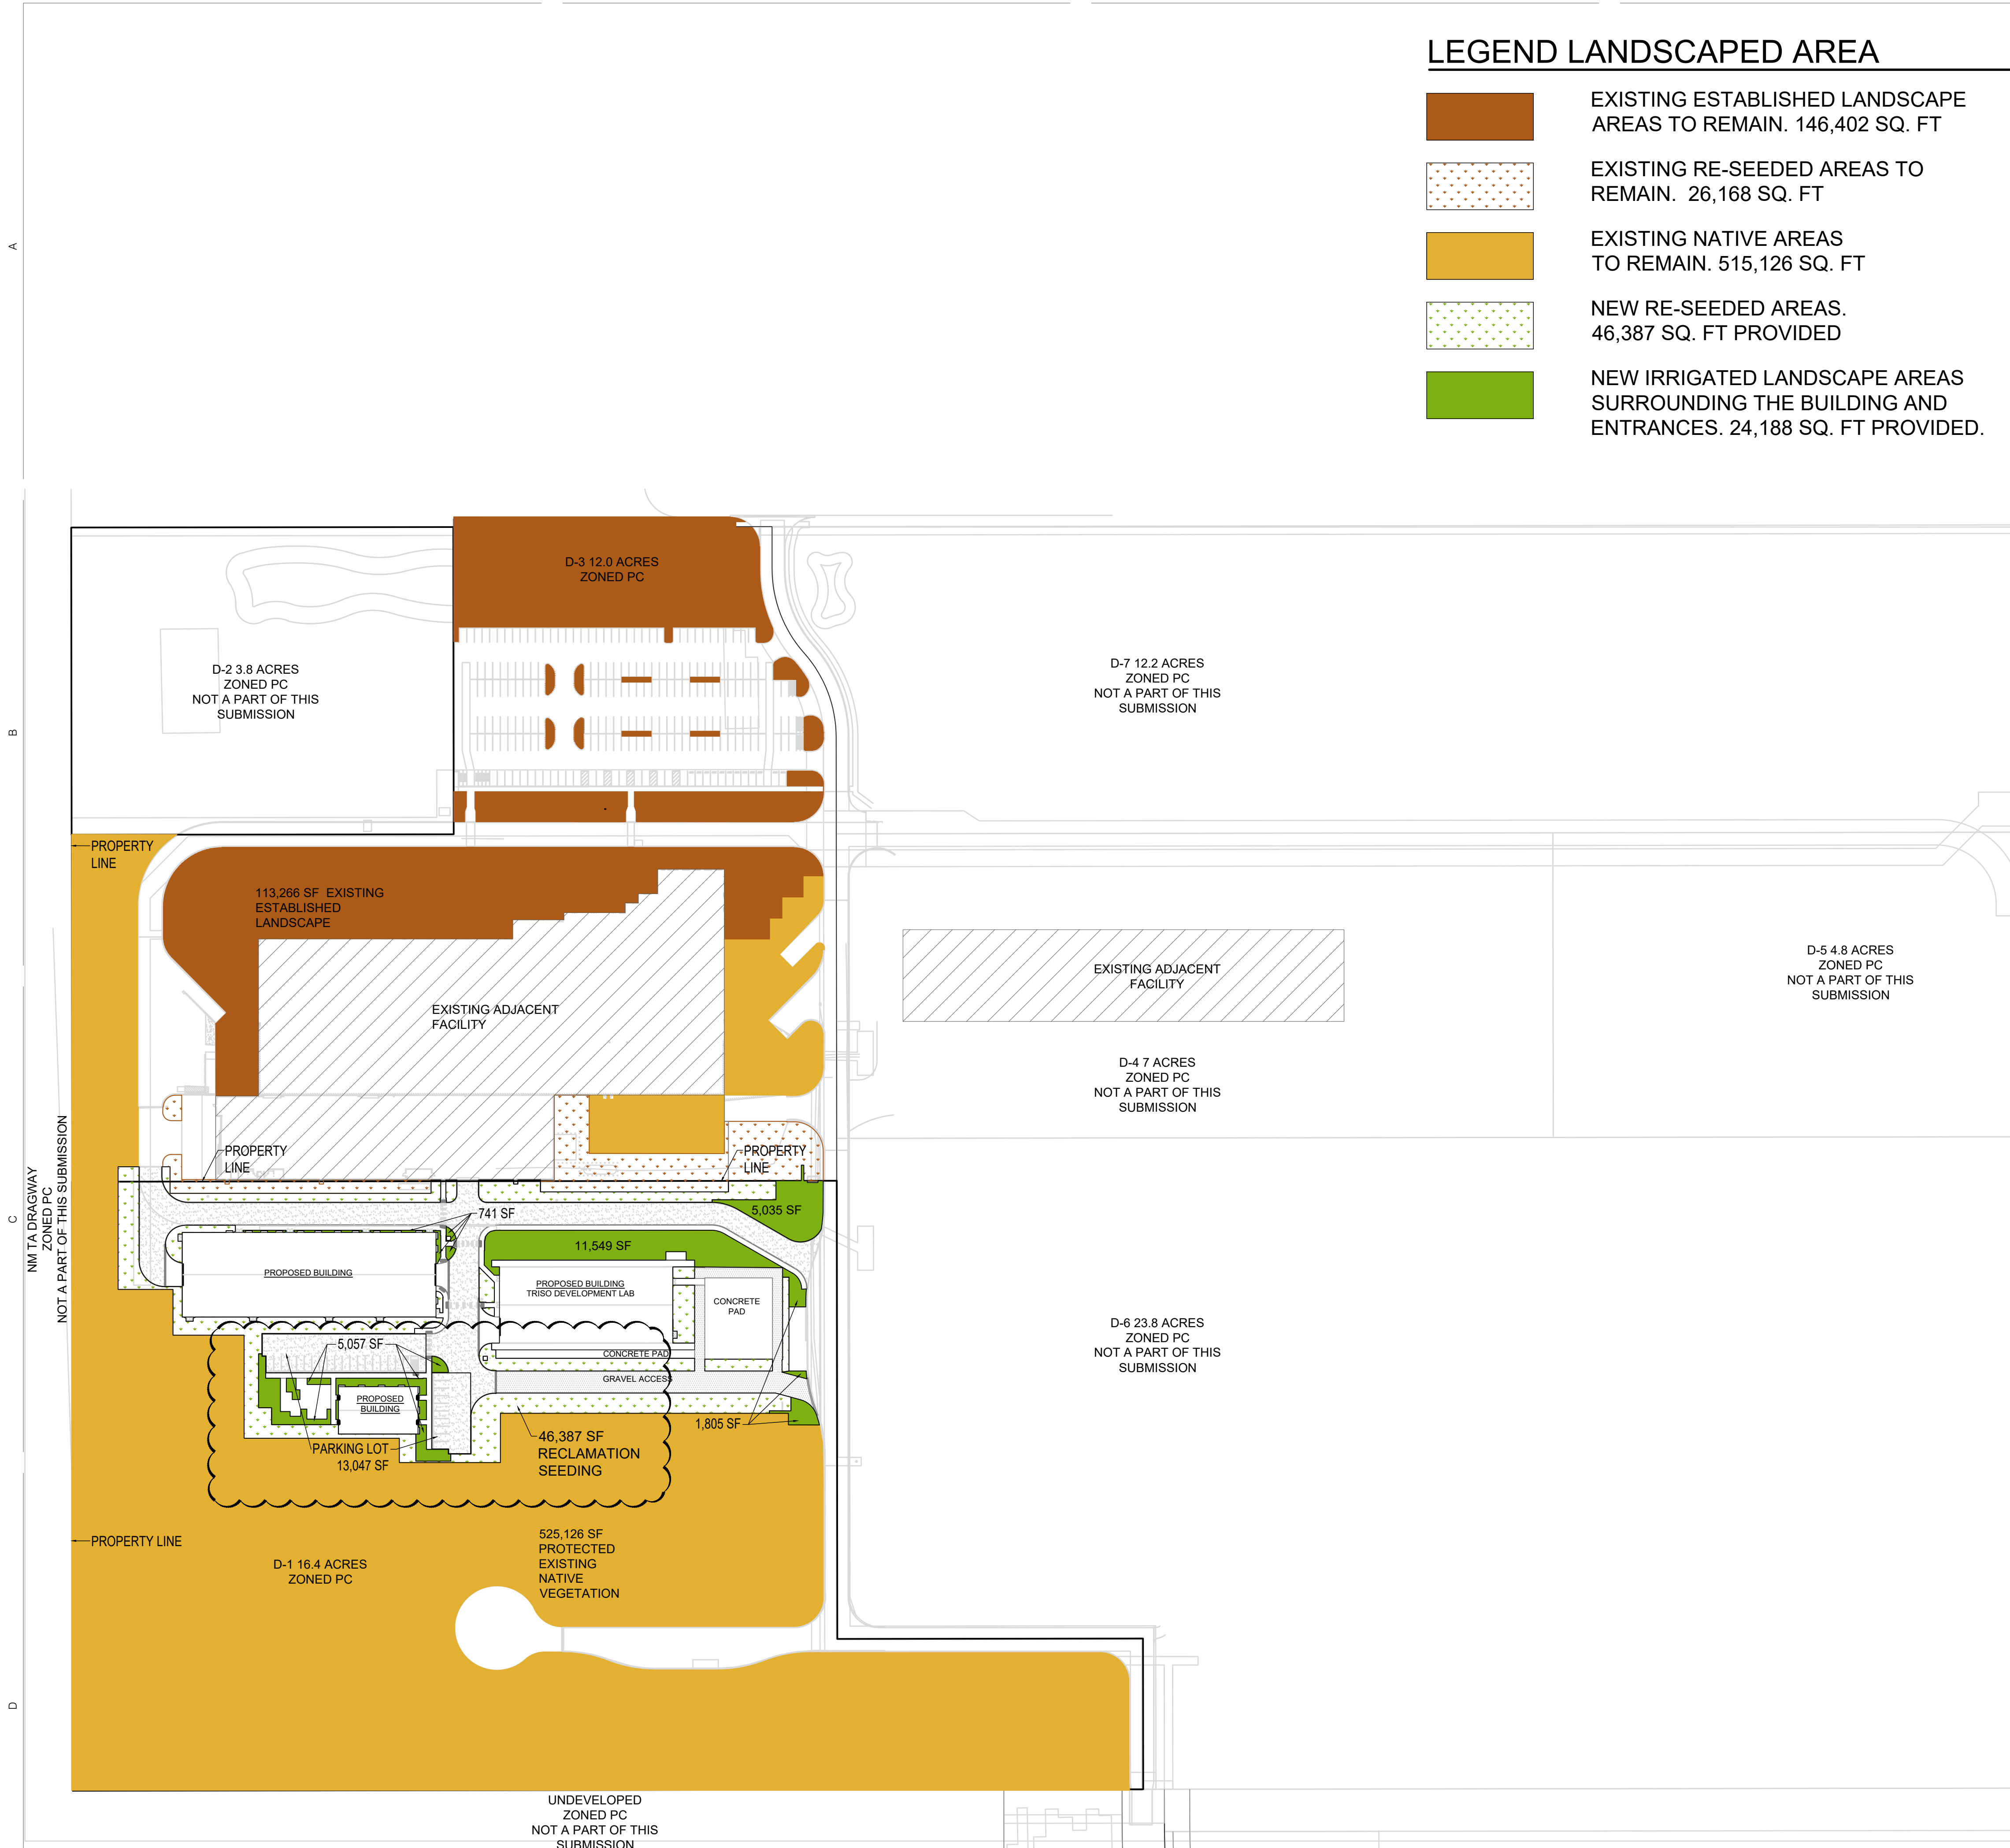 LEGEND LANDSCAPED AREA
EXISTING ESTABLISHED LANDSCAPE
AREAS TO REMAIN. 146,402 SQ. FT
EXISTING RE-SEEDED AREAS TO
REMAIN. 26,168 SQ. FT
EXISTING NATIVE AREAS
TO REMAIN. 515,126 SQ. FT
NEW RE-SEEDED AREAS.
46,387 SQ. FT PROVIDED
NEW IRRIGATED LANDSCAPE AREAS
SURROUNDING THE BUILDING AND
ENTRANCES. 24,188 SQ. FT PROVIDED.
A
B
C
D
D-3 12.0 ACRES
ZONED PC
D-2 3.8 ACRES
ZONED PC
NOT A PART OF THIS
SUBMISSION
D-7 12.2 ACRES
ZONED PC
NOT A PART OF THIS
SUBMISSION
PROPERTY
LINE
113,266 SF EXISTING
ESTABLISHED
LANDSCAPE
EXISTING ADJACENT
FACILITY
EXISTING ADJACENT
FACILITY
D-5 4.8 ACRES
ZONED PC
NOT A PART OF THIS
SUBMISSION
D-4 7 ACRES
ZONED PC
NOT A PART OF THIS
SUBMISSION
PROPERTY
LINE
PROPERTY
LINE
NM TA DRAGWAY
ZONED PC
NOT A PART OF THIS SUBMISSION
741 SF
5,035 SF
11,549 SF
PROPOSED BUILDING
PROPOSED BUILDING
TRISO DEVELOPMENT LAB
CONCRETE
PAD
5,057 SF
CONCRETE PAD
GRAVEL ACCESS
PROPOSED
BUILDING
1,805 SF
PARKING LOT
13,047 SF
46,387 SF
RECLAMATION
SEEDING
D-6 23.8 ACRES
ZONED PC
NOT A PART OF THIS
SUBMISSION
PROPERTY LINE
D-1 16.4 ACRES
ZONED PC
525,126 SF
PROTECTED
EXISTING
NATIVE
VEGETATION
UNDEVELOPED
ZONED PC
NOT A PART OF THIS
SUBMISSION